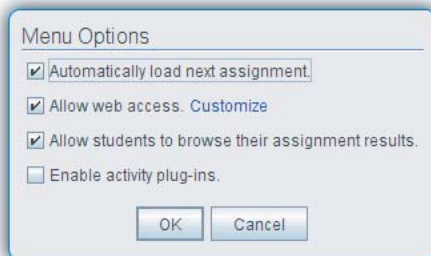 Menu Options
Automatically load next assignment.
Allow web access. Customize
Allow students to browse their assignment results.
Enable activity plug-ins.
OK Cancel